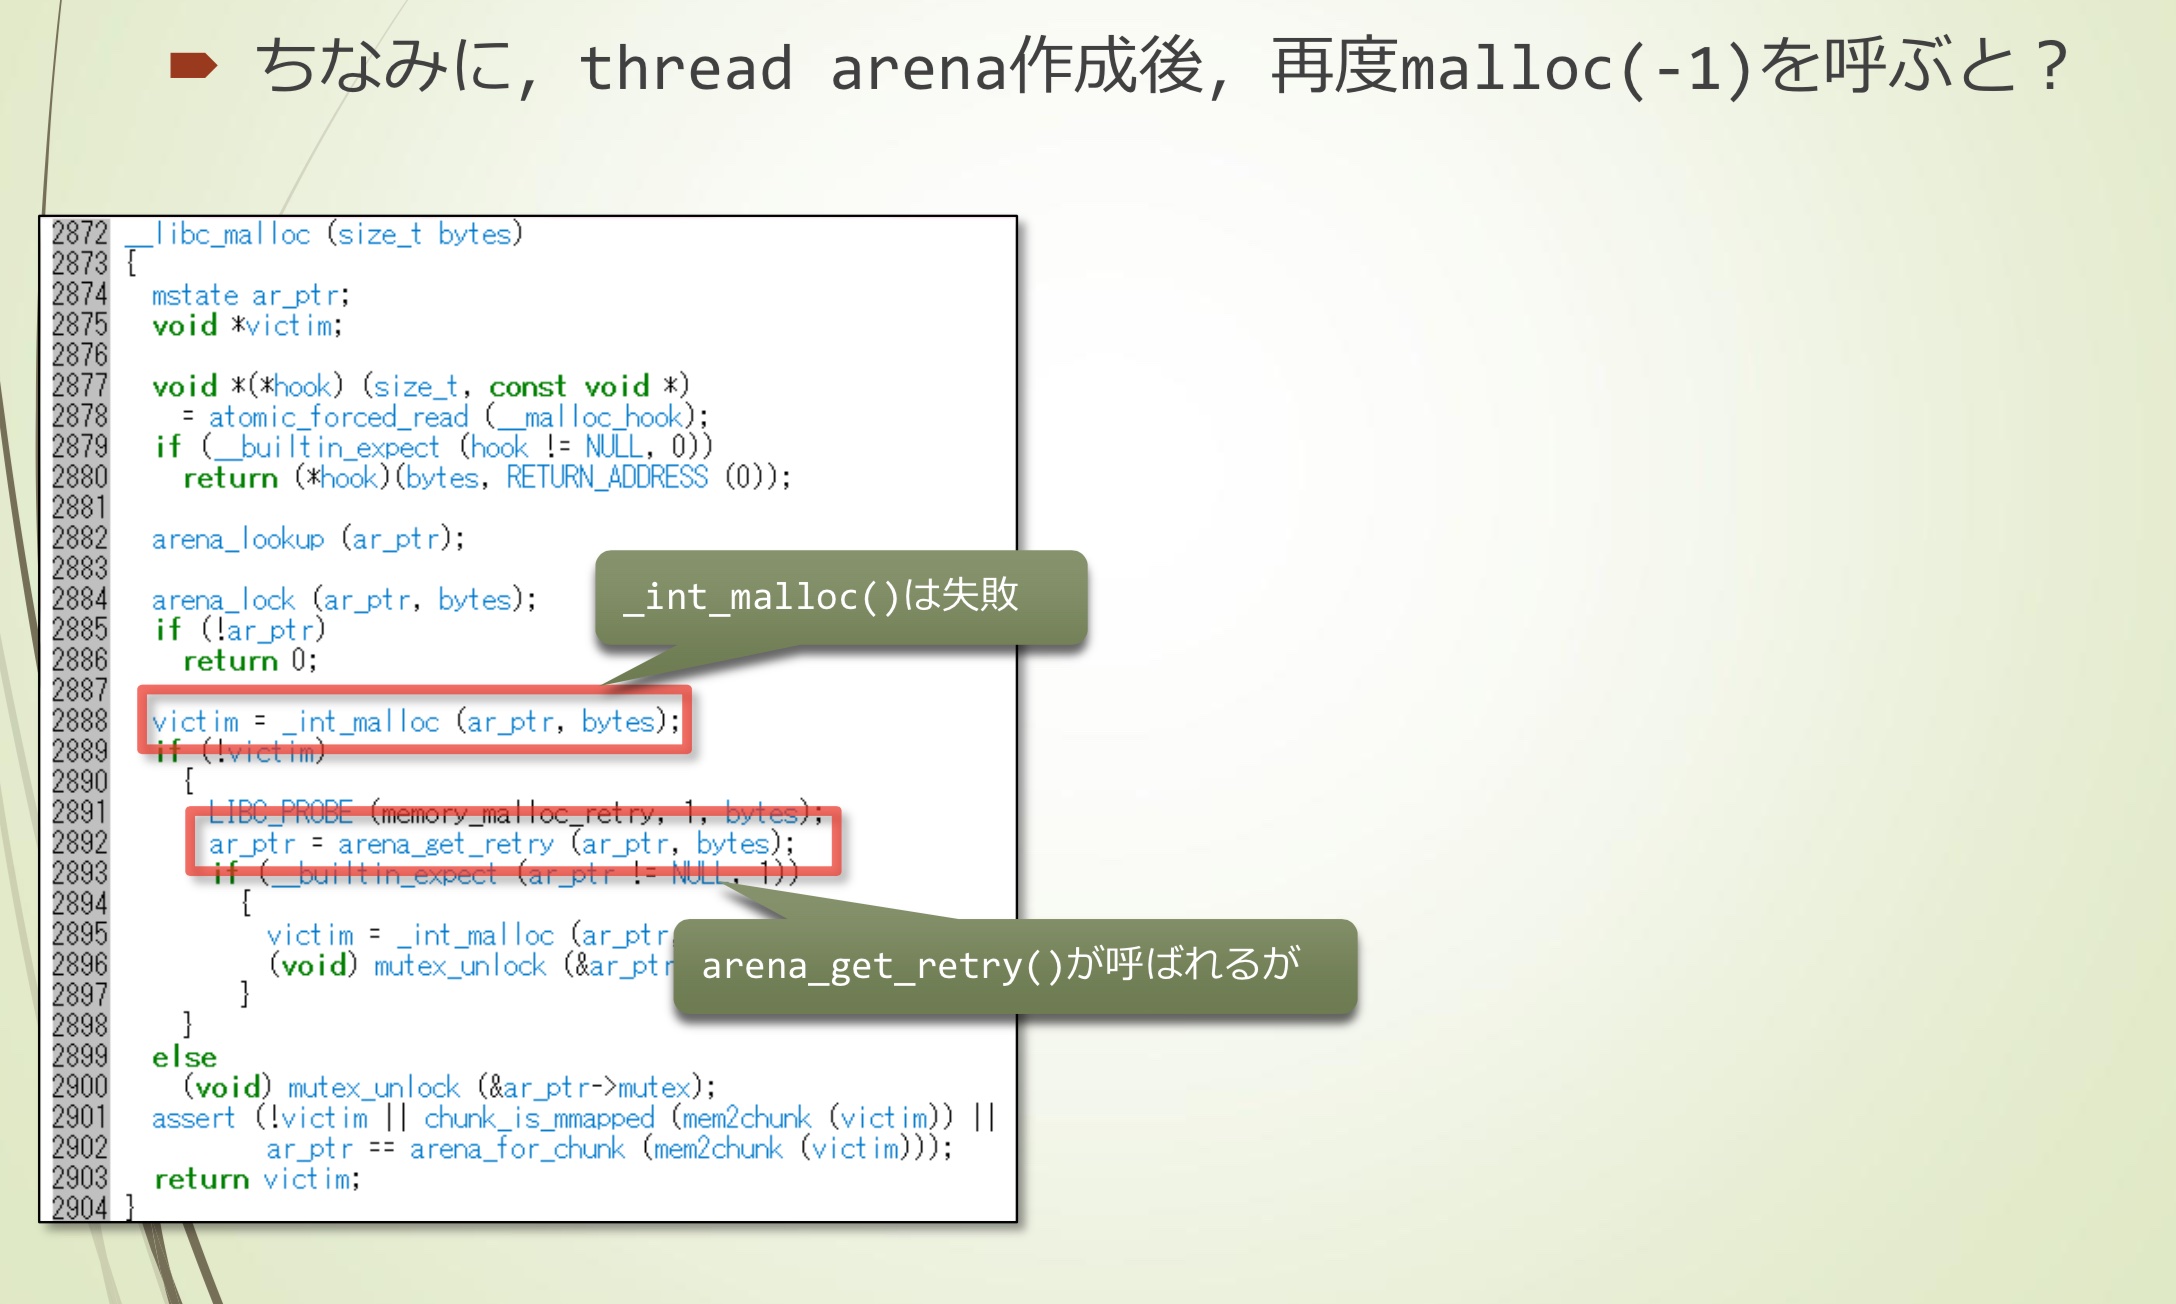 ちなみに, thread arena作成後, 再度malloc(-1)を呼ぶと？
2872 __libc_malloc (size_t bytes)
2873 {
2874 mstate ar_ptr;
2875 void *victim;
2876
2877 void *(*hook) (size_t, const void *)
2878 = atomic_forced_read (__malloc_hook);
2879 if (__builtin_expect (hook != NULL, 0))
2880 return (*hook)(bytes, RETURN_ADDRESS (0));
2881
2882 arena_lookup (ar_ptr);
2883
2884 arena_lock (ar_ptr, bytes);
2885 if (!ar_ptr)
2886 return 0;
2887
2888 victim = _int_malloc (ar_ptr, bytes);
2889 if (!victim)
2890 {
2891 LIBC_PROBE (memory_malloc_retry, 1, bytes);
2892 ar_ptr = arena_get_retry (ar_ptr, bytes);
2893 if (__builtin_expect (ar_ptr != NULL, 1))
2894 {
2895 victim = _int_malloc (ar_ptr,
2896 (void) mutex_unlock (&ar_ptr
2897 }
2898 }
2899 else
2900 (void) mutex_unlock (&ar_ptr->mutex);
2901 assert (!victim || chunk_is_mmapped (mem2chunk (victim)) ||
2902 ar_ptr == arena_for_chunk (mem2chunk (victim)));
2903 return victim;
2904 }
_int_malloc()は失敗
arena_get_retry()が呼ばれるが